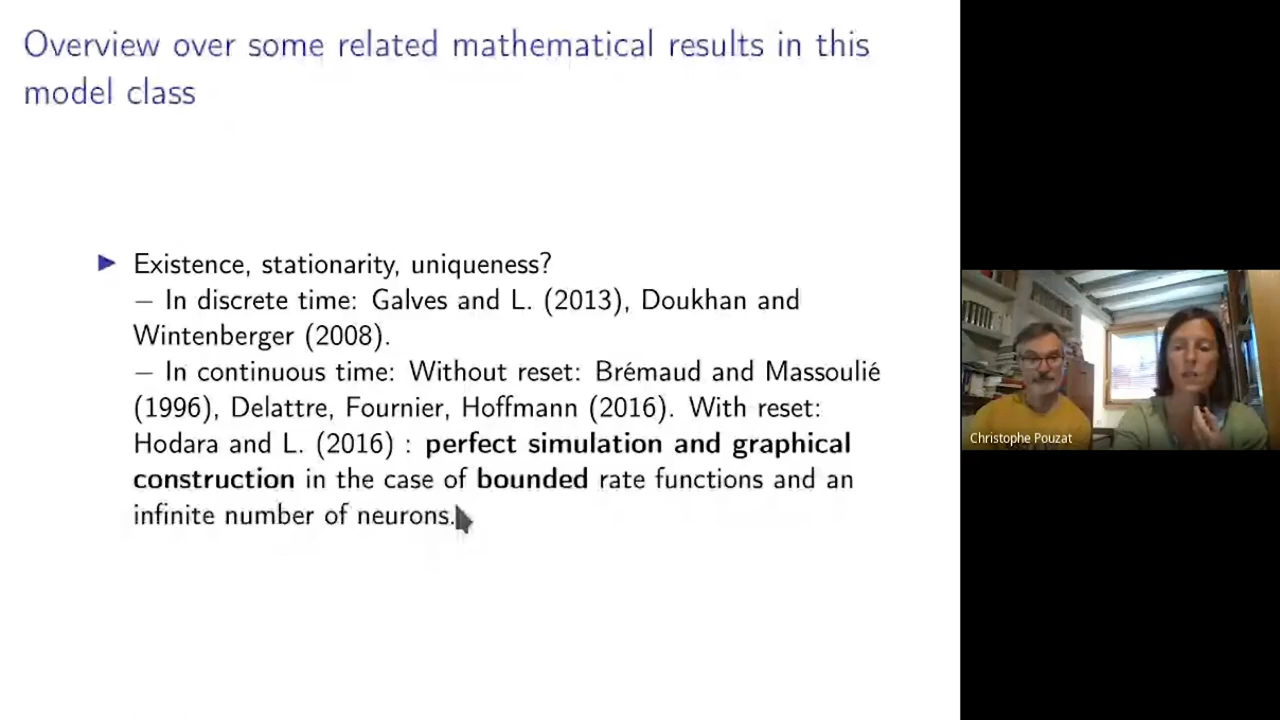 Overview over some related mathematical results in this
model class
▶ Existence, stationarity, uniqueness?
– In discrete time: Galves and L. (2013), Doukhan and
Wintenberger (2008).
– In continuous time: Without reset: Brémaud and Massoulié
(1996), Delattre, Fournier, Hoffmann (2016). With reset:
Hodara and L. (2016) : perfect simulation and graphical
construction in the case of bounded rate functions and an
infinite number of neurons.
Christophe Pouzat